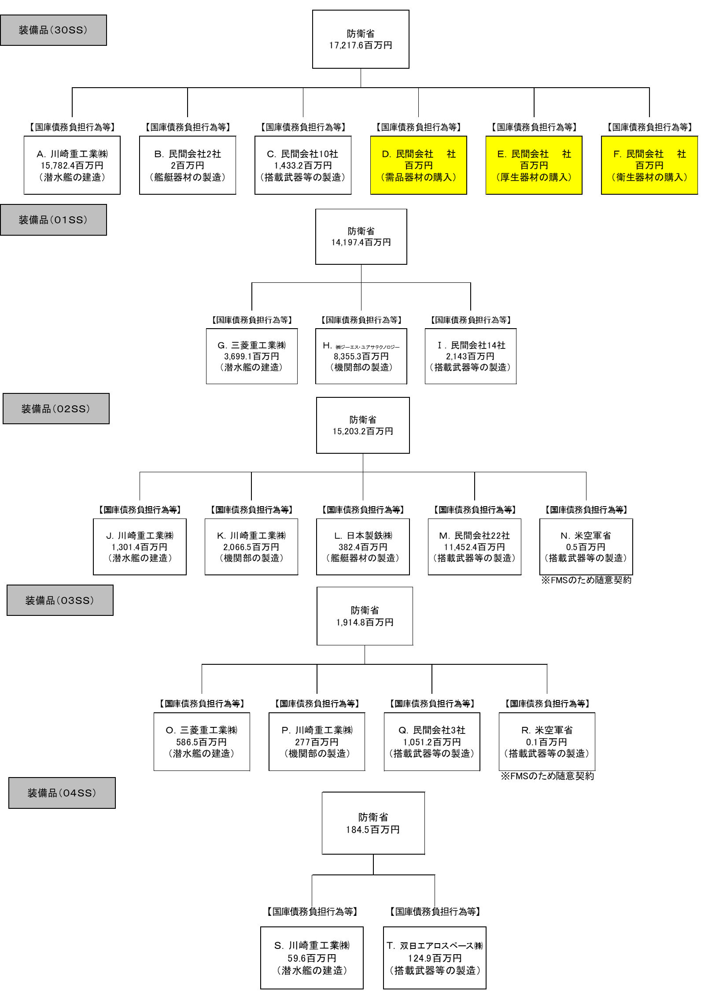 装備品（30SS）
防衛省
17,217.6百万円
【国庫債務負担行為等】
【国庫債務負担行為等】
【国庫債務負担行為等】
【国庫債務負担行為等】
【国庫債務負担行為等】
【国庫債務負担行為等】
A．川崎重工業㈱
15,782.4百万円
（潜水艦の建造）
B．民間会社2社
2百万円
（艦艇器材の製造）
C．民間会社10社
1,433.2百万円
（搭載武器等の製造）
D．民間会社　社
百万円
（需品器材の購入）
E．民間会社　社
百万円
（厚生器材の購入）
F．民間会社　社
百万円
（衛生器材の購入）
装備品（01SS）
防衛省
14,197.4百万円
【国庫債務負担行為等】
【国庫債務負担行為等】
【国庫債務負担行為等】
G．三菱重工業㈱
3,699.1百万円
（潜水艦の建造）
H．㈱ジーエス・ユアサテクノロジー
8,355.3百万円
（機関部の製造）
I．民間会社14社
2,143百万円
（搭載武器等の製造）
装備品（02SS）
防衛省
15,203.2百万円
【国庫債務負担行為等】
【国庫債務負担行為等】
【国庫債務負担行為等】
【国庫債務負担行為等】
【国庫債務負担行為等】
J．川崎重工業㈱
1,301.4百万円
（潜水艦の建造）
K．川崎重工業㈱
2,066.5百万円
（機関部の製造）
L．日本製鉄㈱
382.4百万円
（艦艇器材の製造）
M．民間会社22社
11,452.4百万円
（搭載武器等の製造）
N．米空軍省
0.5百万円
（搭載武器等の製造）
※FMSのため随意契約
装備品（03SS）
防衛省
1,914.8百万円
【国庫債務負担行為等】
【国庫債務負担行為等】
【国庫債務負担行為等】
【国庫債務負担行為等】
O．三菱重工業㈱
586.5百万円
（潜水艦の建造）
P．川崎重工業㈱
277百万円
（機関部の製造）
Q．民間会社3社
1,051.2百万円
（搭載武器等の製造）
R．米空軍省
0.1百万円
（搭載武器等の製造）
※FMSのため随意契約
装備品（04SS）
防衛省
184.5百万円
【国庫債務負担行為等】
【国庫債務負担行為等】
S．川崎重工業㈱
59.6百万円
（潜水艦の建造）
T．双日エアロスペース㈱
124.9百万円
（搭載武器等の製造）